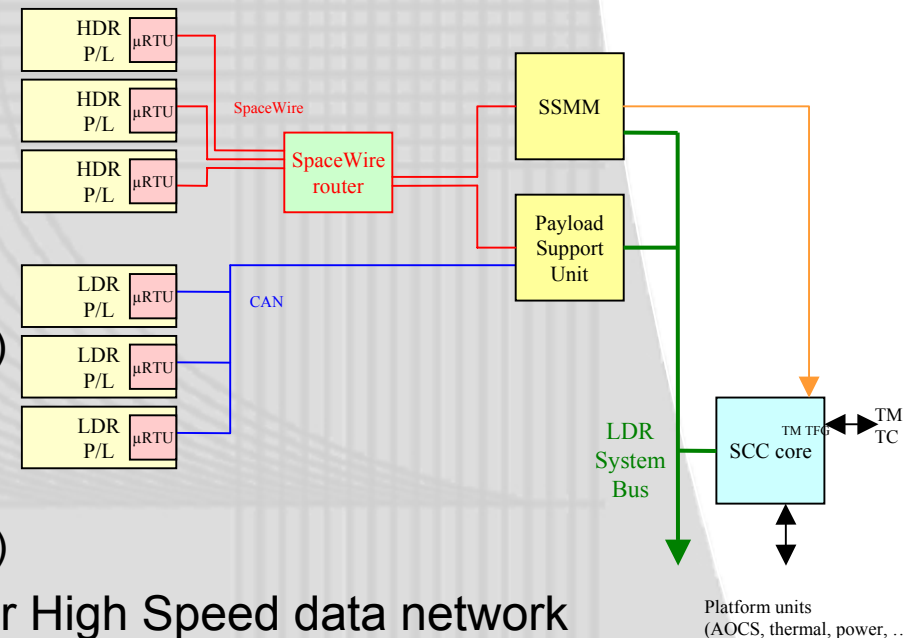 HDR
P/L
µRTU
HDR
P/L
µRTU
HDR
P/L
µRTU
SpaceWire
SpaceWire
router
SSMM
Payload
Support
Unit
LDR
P/L
µRTU
CAN
LDR
P/L
µRTU
LDR
P/L
µRTU
)
LDR
System
Bus
TM TFG
SCC core
TM
TC
)
r High Speed data network
Platform units
(AOCS, thermal, power, …